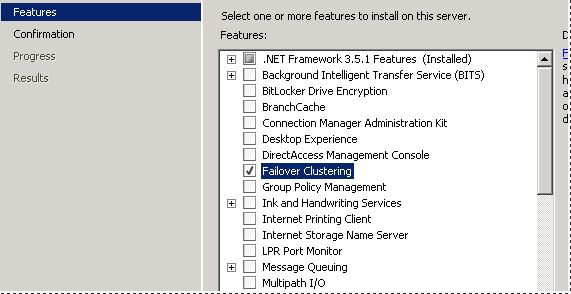 Features
Confirmation
Progress
Results
Select one or more features to install on this server.
Features:
.NET Framework 3.5.1 Features (Installed)
Background Intelligent Transfer Service (BITS)
BitLocker Drive Encryption
BranchCache
Connection Manager Administration Kit
Desktop Experience
DirectAccess Management Console
Failover Clustering
Group Policy Management
Ink and Handwriting Services
Internet Printing Client
Internet Storage Name Server
LPR Port Monitor
Message Queuing
Multipath I/O